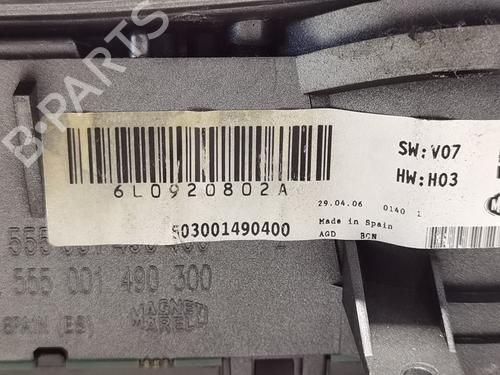 B-PARTS
SW:V07
HW:H03
6L0920802A
29.04.06 0140 1
Made in Spain
AGD BCN
503001490400
555 001 490 300
MAGNETI
MARELLI
SPAIN (ES)